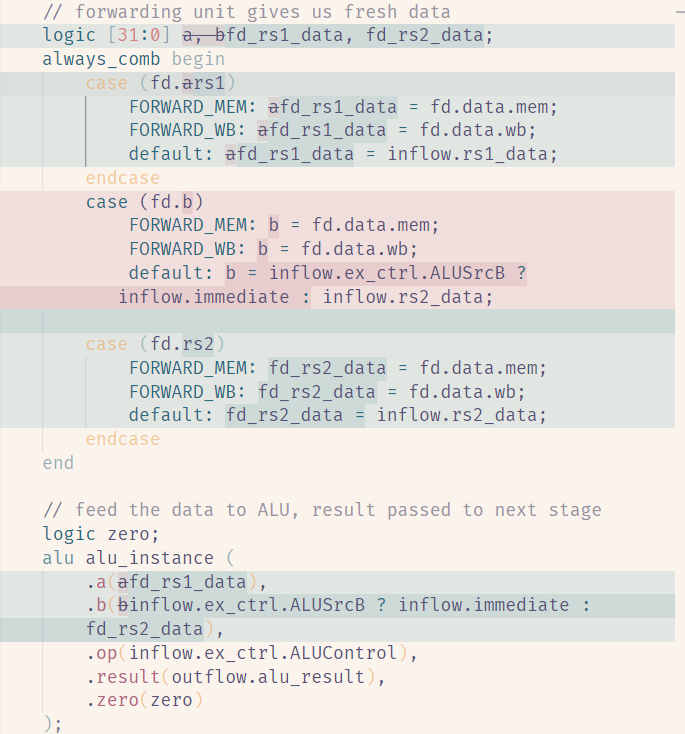 // forwarding unit gives us fresh data
logic [31:0] a, bfd_rs1_data, fd_rs2_data;
always_comb begin
case (fd.ars1)
FORWARD_MEM: afd_rs1_data = fd.data.mem;
FORWARD_WB: afd_rs1_data = fd.data.wb;
default: afd_rs1_data = inflow.rs1_data;
endcase
case (fd.b)
FORWARD_MEM: b = fd.data.mem;
FORWARD_WB: b = fd.data.wb;
default: b = inflow.ex_ctrl.ALUSrcB ?
inflow.immediate : inflow.rs2_data;
case (fd.rs2)
FORWARD_MEM: fd_rs2_data = fd.data.mem;
FORWARD_WB: fd_rs2_data = fd.data.wb;
default: fd_rs2_data = inflow.rs2_data;
endcase
end
// feed the data to ALU, result passed to next stage
logic zero;
alu alu_instance (
.a(afd_rs1_data),
.b(binflow.ex_ctrl.ALUSrcB ? inflow.immediate :
fd_rs2_data),
.op(inflow.ex_ctrl.ALUControl),
.result(outflow.alu_result),
.zero(zero)
);